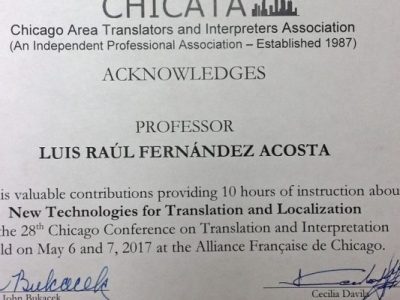 CHICATA
Chicago Area Translators and Interpreters Association
(An Independent Professional Association – Established 1987)
ACKNOWLEDGES
PROFESSOR
LUIS RAÚL FERNÁNDEZ ACOSTA
is valuable contributions providing 10 hours of instruction abou
New Technologies for Translation and Localization
the 28th Chicago Conference on Translation and Interpretation
ld on May 6 and 7, 2017 at the Alliance Française de Chicago.
Bukacek
John Bukacek Cecilia Davila